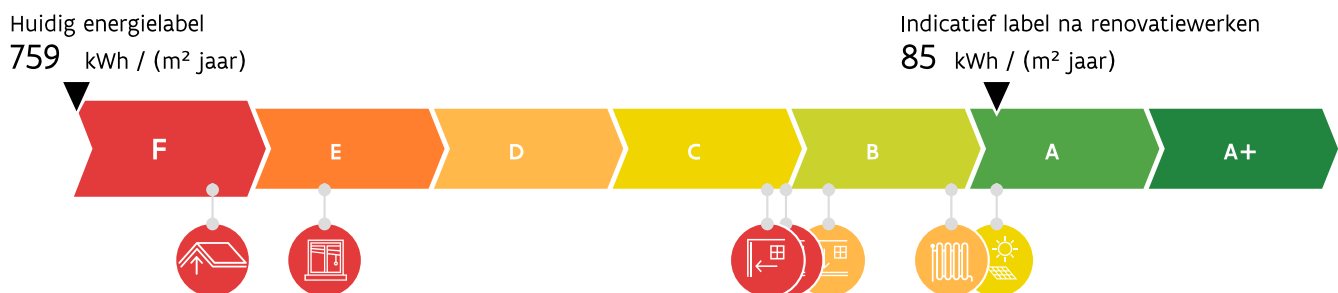 Huidig energielabel
759 kWh / (m² jaar)
Indicatief label na renovatiewerken
85 kWh / (m² jaar)
F E D C B A A+